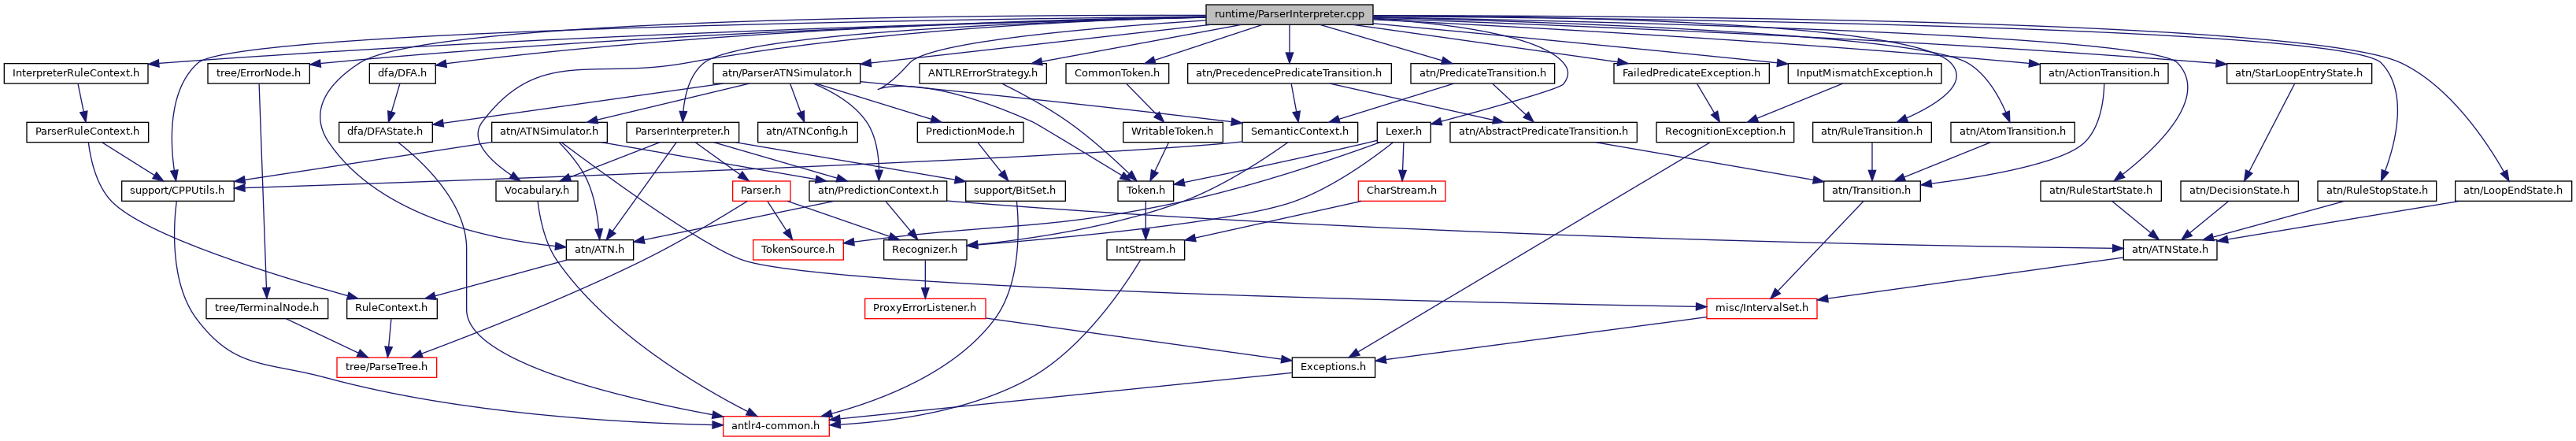 runtime/ParserInterpreter.cpp
InterpreterRuleContext.h
tree/ErrorNode.h
dfa/DFA.h
atn/ParserATNSimulator.h
ANTLRErrorStrategy.h
CommonToken.h
atn/PrecedencePredicateTransition.h
atn/PredicateTransition.h
FailedPredicateException.h
InputMismatchException.h
atn/ActionTransition.h
atn/StarLoopEntryState.h
ParserRuleContext.h
dfa/DFAState.h
atn/ATNSimulator.h
ParserInterpreter.h
atn/ATNConfig.h
PredictionMode.h
WritableToken.h
SemanticContext.h
Lexer.h
atn/AbstractPredicateTransition.h
RecognitionException.h
atn/RuleTransition.h
atn/AtomTransition.h
support/CPPUtils.h
Vocabulary.h
Parser.h
atn/PredictionContext.h
support/BitSet.h
Token.h
CharStream.h
atn/Transition.h
atn/RuleStartState.h
atn/DecisionState.h
atn/RuleStopState.h
atn/LoopEndState.h
atn/ATN.h
TokenSource.h
Recognizer.h
IntStream.h
atn/ATNState.h
tree/TerminalNode.h
RuleContext.h
ProxyErrorListener.h
misc/IntervalSet.h
tree/ParseTree.h
Exceptions.h
antlr4-common.h